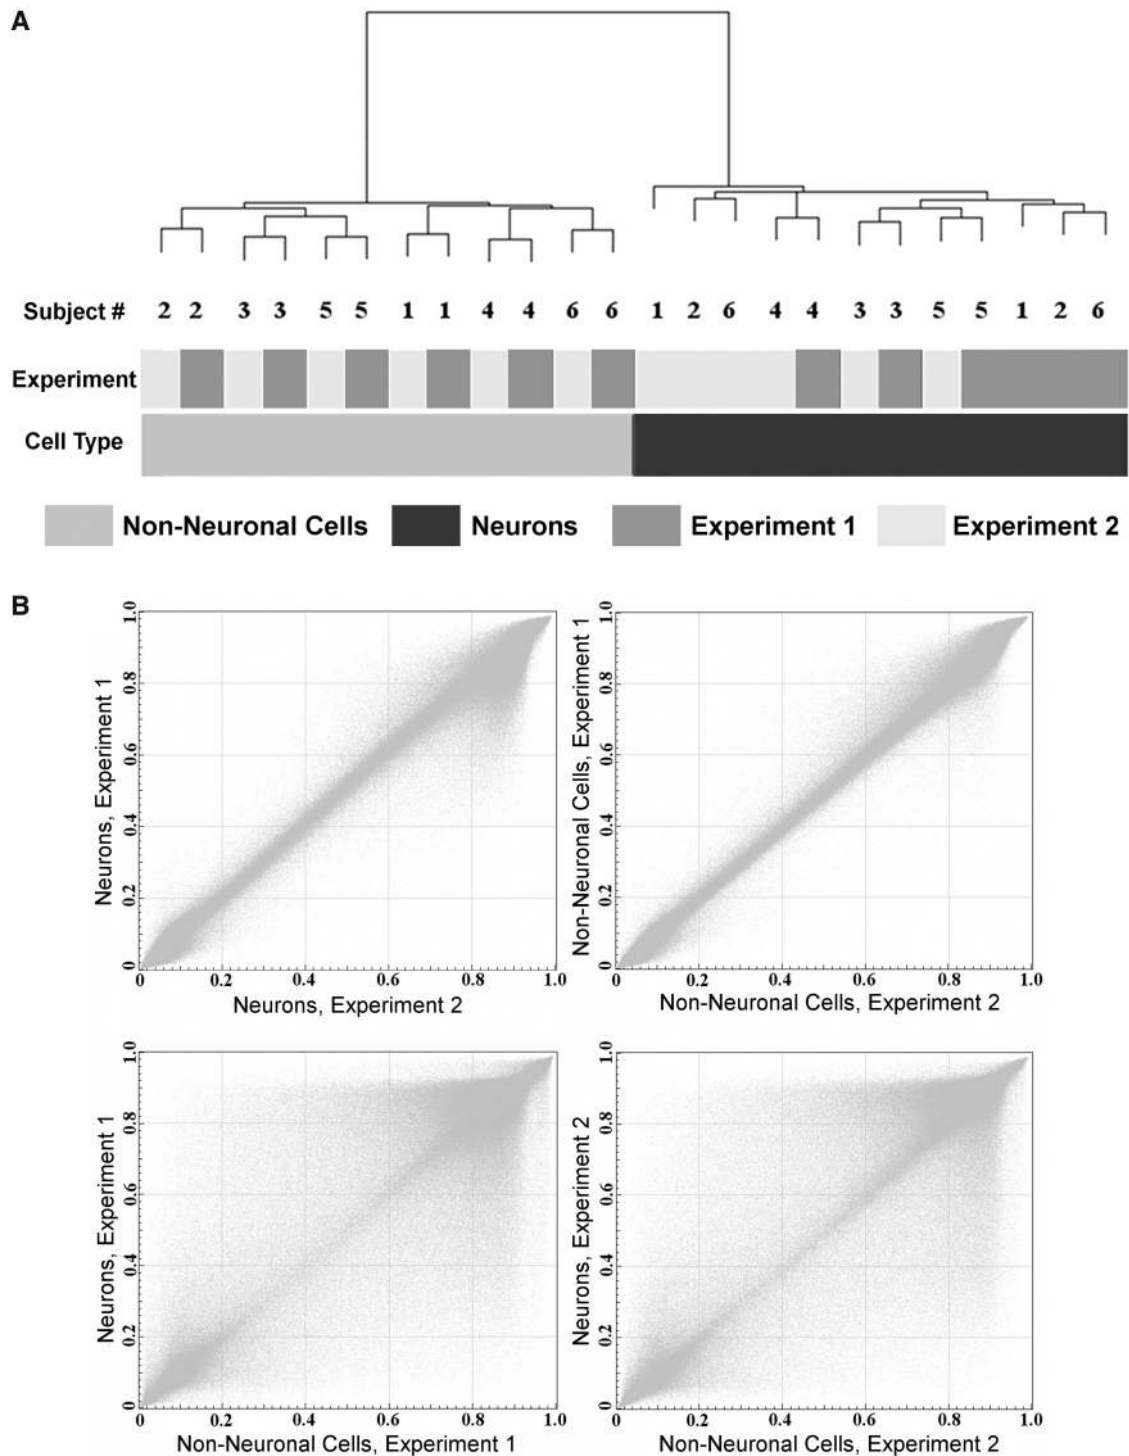 A
Subject # 2 2 3 3 5 5 1 1 4 4 6 6 1 2 6 4 4 3 3 5 5 1 2 6
Experiment
Cell Type
Non-Neuronal Cells Neurons Experiment 1 Experiment 2
B
Neurons, Experiment 1
1.0
0.8
0.6
0.4
0.2
0
0 0.2 0.4 0.6 0.8 1.0
Neurons, Experiment 2
Non-Neuronal Cells, Experiment 1
1.0
0.8
0.6
0.4
0.2
0
0 0.2 0.4 0.6 0.8 1.0
Non-Neuronal Cells, Experiment 2
Neurons, Experiment 1
1.0
0.8
0.6
0.4
0.2
0
0 0.2 0.4 0.6 0.8 1.0
Non-Neuronal Cells, Experiment 1
Neurons, Experiment 2
1.0
0.8
0.6
0.4
0.2
0
0 0.2 0.4 0.6 0.8 1.0
Non-Neuronal Cells, Experiment 2